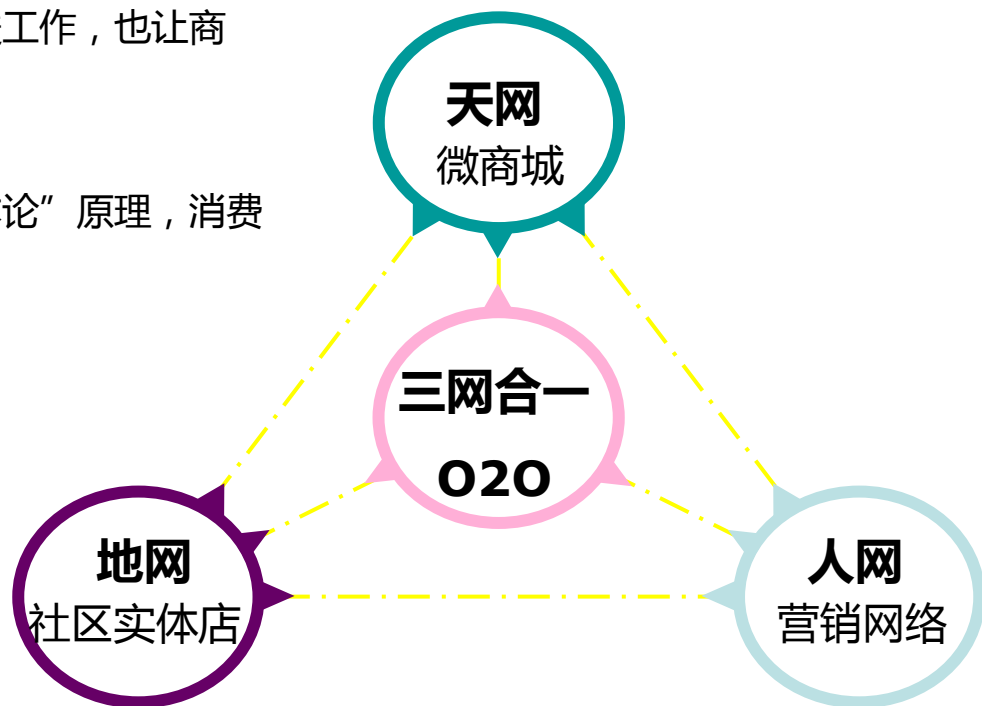 工作，也让商
论”原理，消费
天网
微商城
三网合一
O2O
地网
社区实体店
人网
营销网络